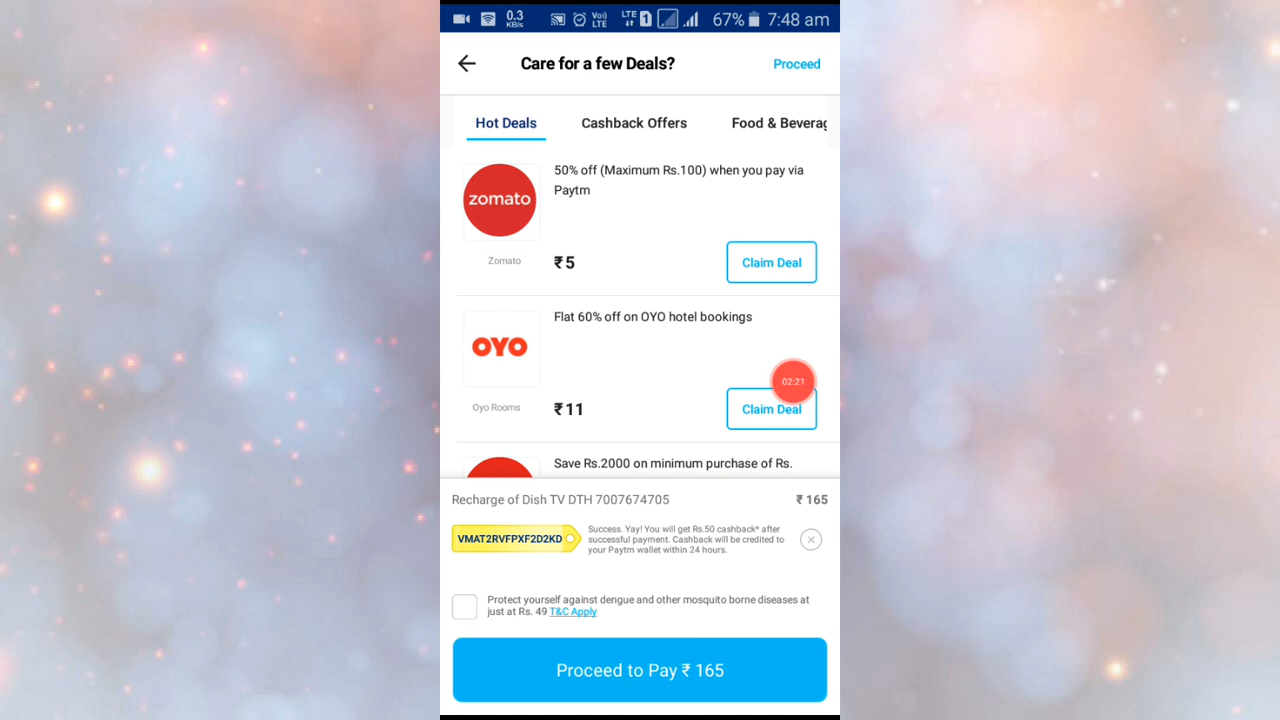 0.3
KB/s
Vo)
LTE
LTE
1
67%
7:48 am
Care for a few Deals?
Proceed
Hot Deals
Cashback Offers
Food & Beverag
zomato
50% off (Maximum Rs.100) when you pay via
Paytm
Zomato
₹5
Claim Deal
OYO
Flat 60% off on OYO hotel bookings
02:21
Oyo Rooms
₹11
Claim Deal
Save Rs.2000 on minimum purchase of Rs.
Recharge of Dish TV DTH 7007674705
₹ 165
VMAT2RVFPXF2D2KD
Success. Yay! You will get Rs.50 cashback* after
successful payment. Cashback will be credited to
your Paytm wallet within 24 hours.
Protect yourself against dengue and other mosquito borne diseases at
just at Rs. 49 T&C Apply
Proceed to Pay ₹ 165